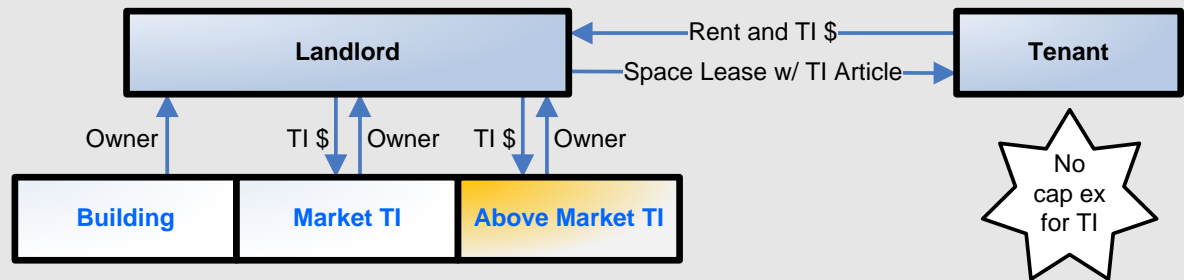 Landlord
Rent and TI $
Space Lease w/ TI Article
Tenant
Owner
TI $
Owner
TI $
Owner
Building
Market TI
Above Market TI
No
cap ex
for TI